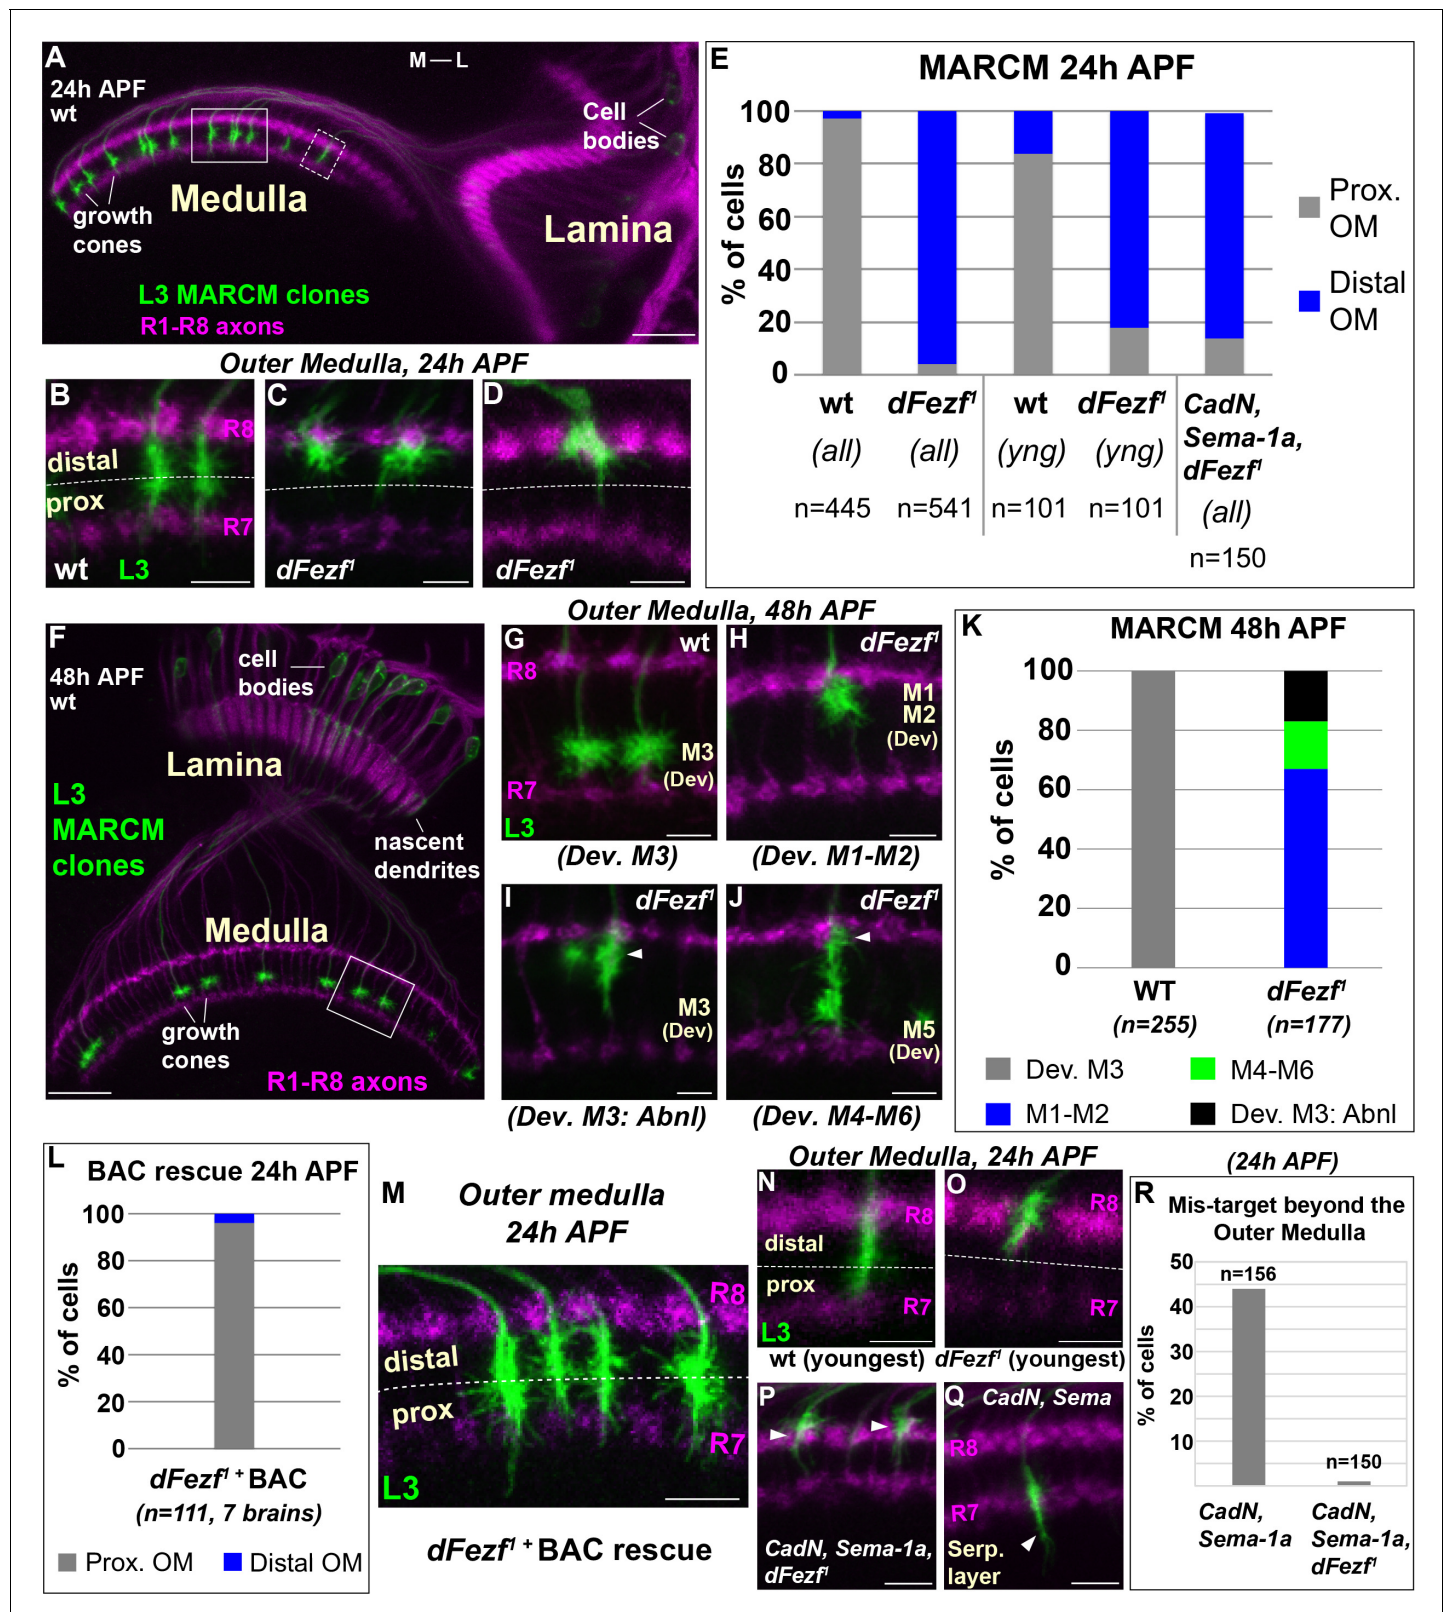 A
24h APF
wt
M — L
Cell
bodies
growth
cones
Medulla
Lamina
L3 MARCM clones
R1-R8 axons
Outer Medulla, 24h APF
B
R8
distal
prox
R7
wt
L3
C
dFezf¹
D
dFezf¹
E
MARCM 24h APF
% of cells
100
80
60
40
20
0
Prox.
OM
Distal
OM
wt
(all)
n=445
dFezf¹
(all)
n=541
wt
(yng)
n=101
dFezf¹
(yng)
n=101
CadN,
Sema-1a,
dFezf¹
(all)
n=150
F
48h APF
wt
cell
bodies
Lamina
L3
MARCM
clones
nascent
dendrites
Medulla
growth
cones
R1-R8 axons
Outer Medulla, 48h APF
G
wt
R8
M3
(Dev)
R7
L3
(Dev. M3)
H
dFezf¹
M1
M2
(Dev)
(Dev. M1-M2)
I
dFezf¹
M3
(Dev)
(Dev. M3: Abnl)
J
dFezf¹
M5
(Dev)
(Dev. M4-M6)
K
MARCM 48h APF
% of cells
100
80
60
40
20
0
WT
(n=255)
dFezf¹
(n=177)
Dev. M3
M4-M6
M1-M2
Dev. M3: Abnl
L
BAC rescue 24h APF
% of cells
100
80
60
40
20
0
dFezf¹ + BAC
(n=111, 7 brains)
Prox. OM
Distal OM
M
Outer medulla
24h APF
R8
distal
prox
R7
L3
dFezf¹ + BAC rescue
Outer Medulla, 24h APF
N
R8
distal
prox
R7
L3
wt (youngest)
O
R8
R7
dFezf¹ (youngest)
P
CadN, Sema-1a,
dFezf¹
Q
CadN, Sema
R8
R7
Serp.
layer
(24h APF)
R
Mis-target beyond the
Outer Medulla
% of cells
50
40
30
20
10
n=156
n=150
CadN,
Sema-1a
CadN,
Sema-1a,
dFezf¹